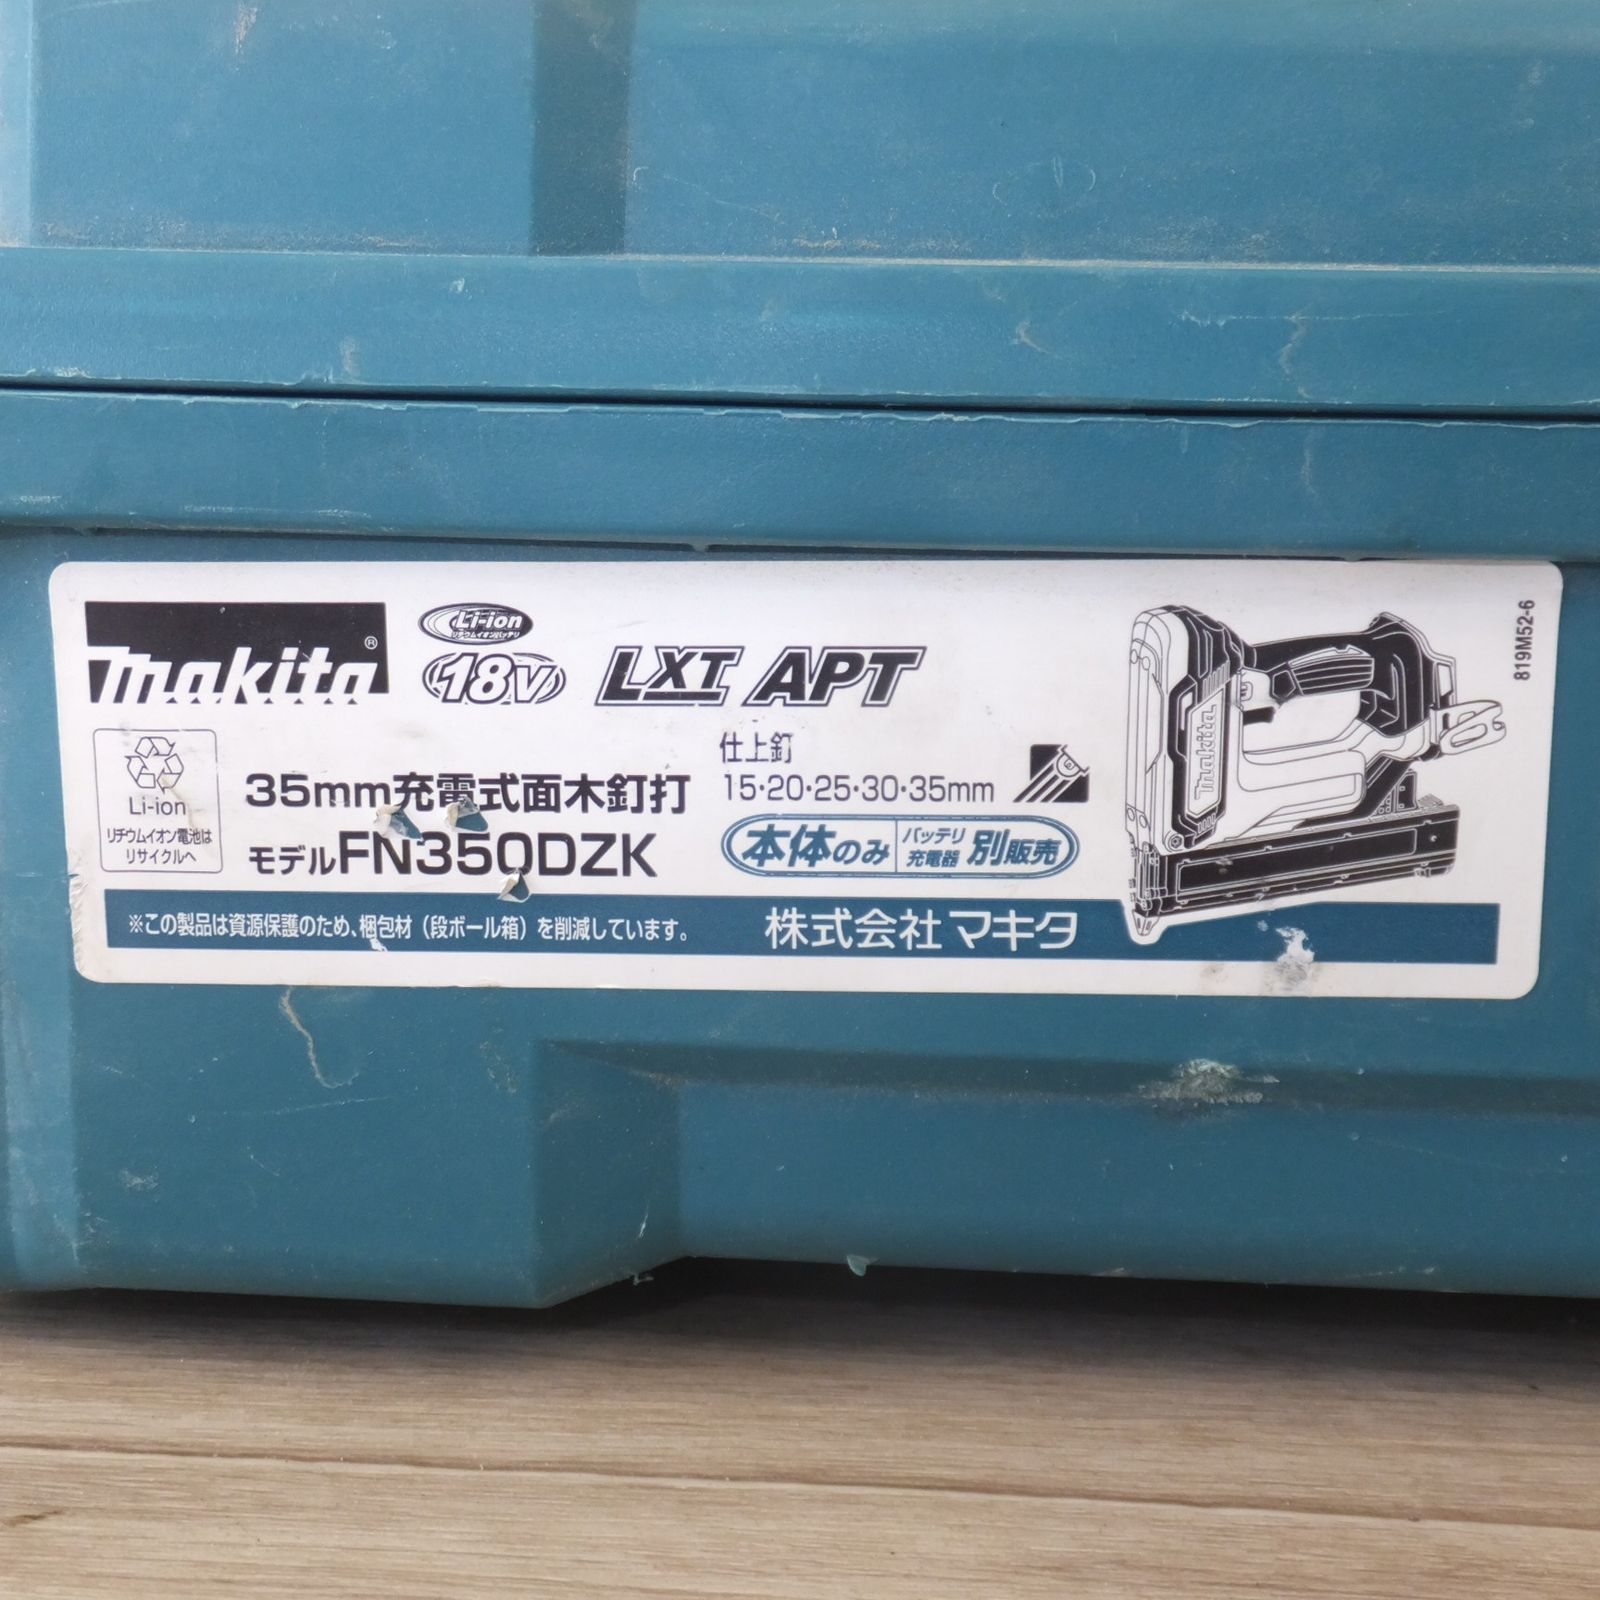 makita®
Li-ion
リチウムイオンバッテリ
18V
LXT APT
Li-ion
リチウムイオン電池は
リサイクルへ
35mm充電式面木釘打
モデルFN350DZK
仕上釘
15・20・25・30・35mm
本体のみ バッテリ充電器 別販売
※この製品は資源保護のため、梱包材（段ボール箱）を削減しています。
株式会社 マキタ
makita
819M52-6